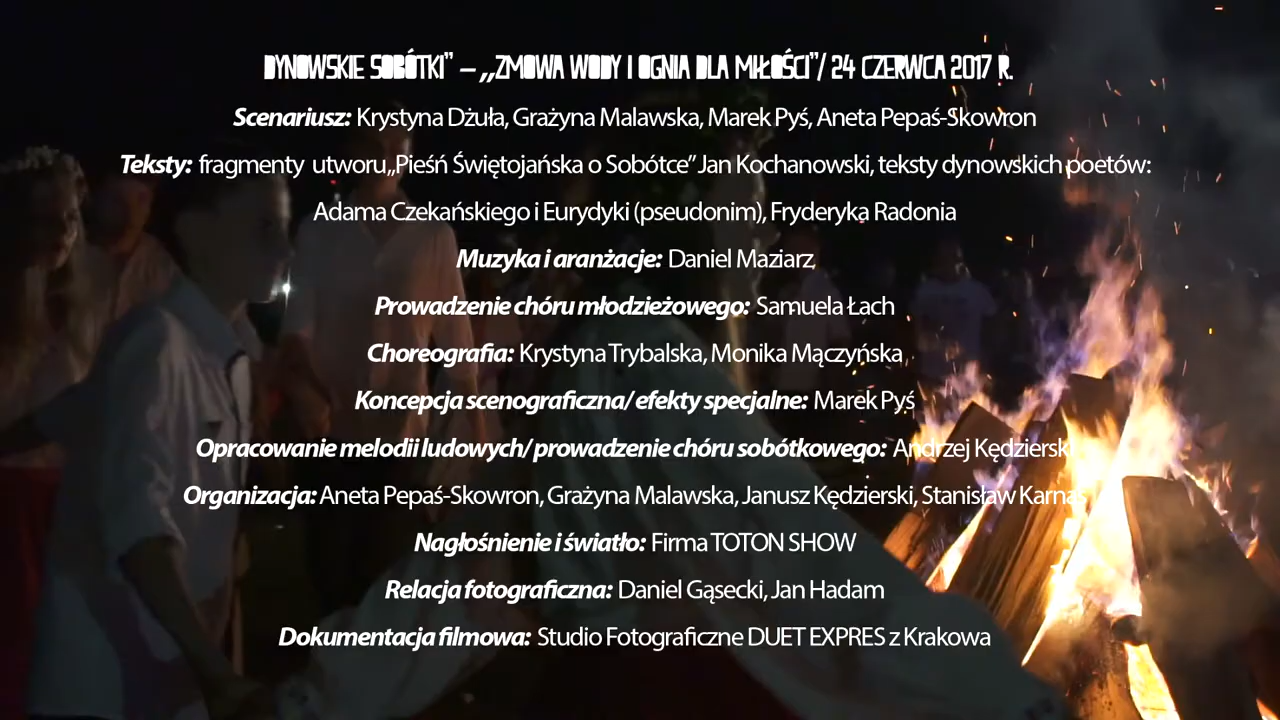 DYNOWSKIE SOBÓTKI” – „ZMOWA WODY I OGNIA DLA MIŁOŚCI”/ 24 CZERWCA 2017 R.
Scenariusz: Krystyna Dżuła, Grażyna Malawska, Marek Pyś, Aneta Pepaś-Skowron
Teksty: fragmenty utworu„Pieśń Świętojańska o Sobótce” Jan Kochanowski, teksty dynowskich poetów:
Adama Czekańskiego i Eurydyki (pseudonim), Fryderyka Radonia
Muzyka i aranżacje: Daniel Maziarz
Prowadzenie chóru młodzieżowego: Samuela Łach
Choreografia: Krystyna Trybalska, Monika Mączyńska
Koncepcja scenograficzna/ efekty specjalne: Marek Pyś
Opracowanie melodii ludowych/ prowadzenie chóru sobótkowego: Andrzej Kędzierski
Organizacja: Aneta Pepaś-Skowron, Grażyna Malawska, Janusz Kędzierski, Stanisław Karnas
Nagłośnienie i światło: Firma TOTON SHOW
Relacja fotograficzna: Daniel Gąsecki, Jan Hadam
Dokumentacja filmowa: Studio Fotograficzne DUET EXPRES z Krakowa